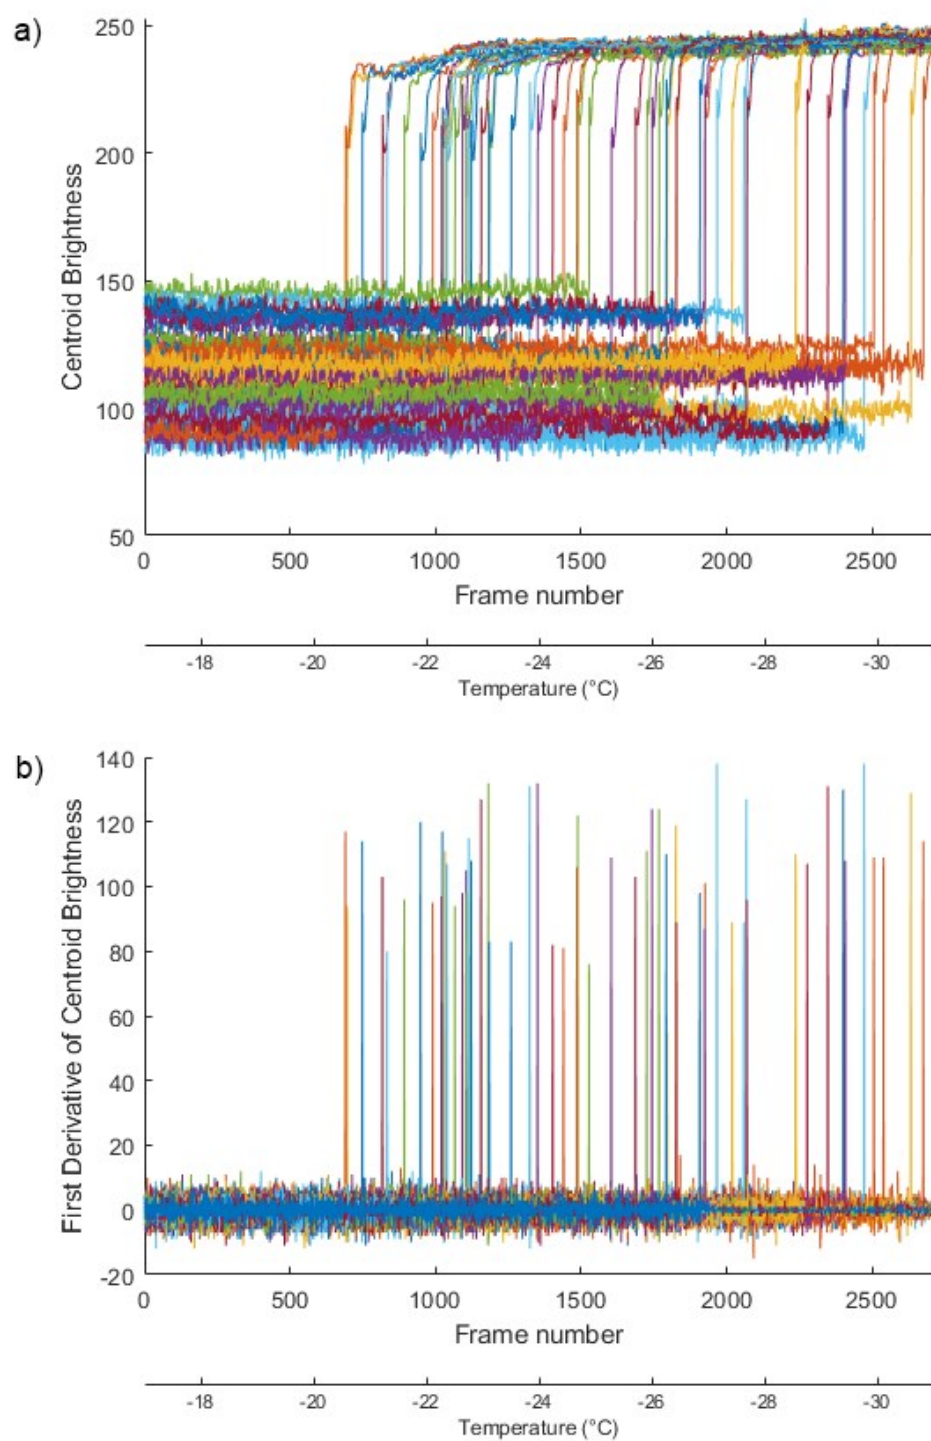 a)
250
200
150
100
50
Centroid Brightness
0 500 1000 1500 2000 2500
Frame number
-18 -20 -22 -24 -26 -28 -30
Temperature (°C)
b)
140
120
100
80
60
40
20
0
-20
First Derivative of Centroid Brightness
0 500 1000 1500 2000 2500
Frame number
-18 -20 -22 -24 -26 -28 -30
Temperature (°C)